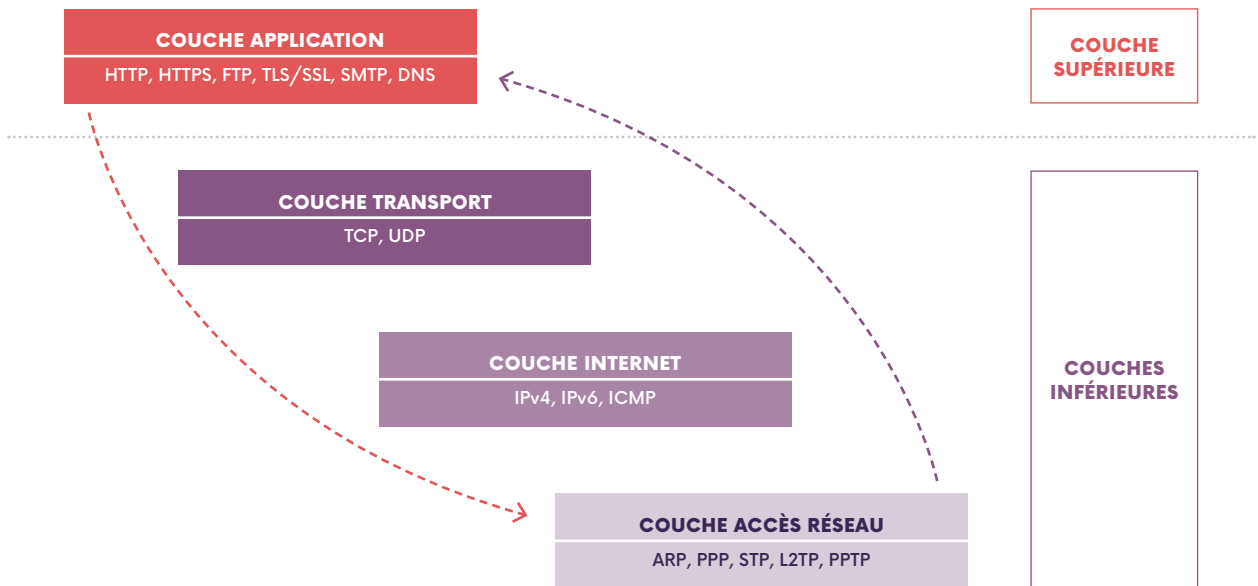 COUCHE APPLICATION
HTTP, HTTPS, FTP, TLS/SSL, SMTP, DNS
COUCHE
SUPÉRIEURE
COUCHE TRANSPORT
TCP, UDP
COUCHE INTERNET
IPv4, IPv6, ICMP
COUCHES
INFÉRIEURES
COUCHE ACCÈS RÉSEAU
ARP, PPP, STP, L2TP, PPTP